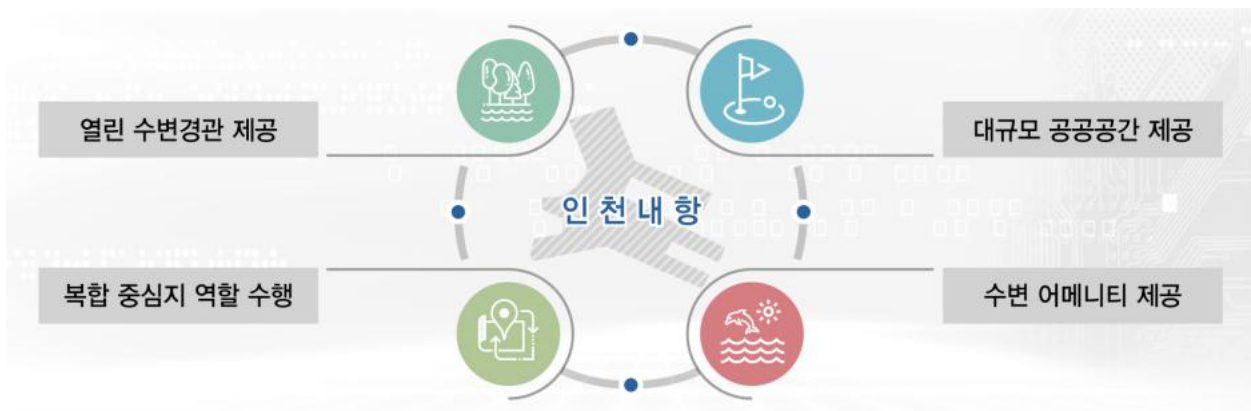 열린 수변경관 제공
대규모 공공공간 제공
인천내항
복합 중심지 역할 수행
수변 어메니티 제공